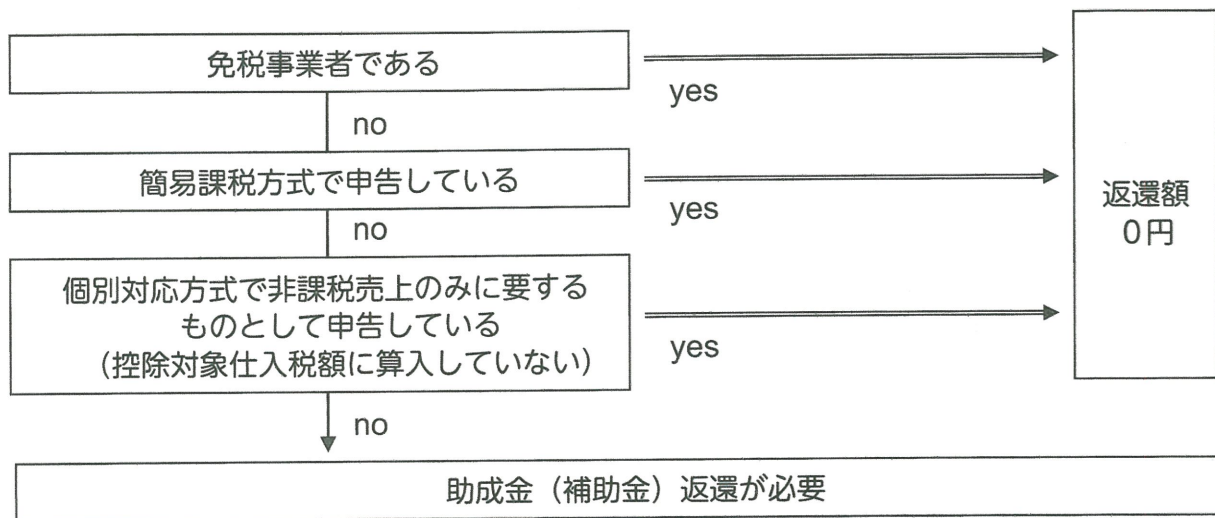 免税事業者である
yes
no
簡易課税方式で申告している
yes
no
個別対応方式で非課税売上のみに要する
ものとして申告している
（控除対象仕入税額に算入していない）
yes
no
返還額
0円
助成金（補助金）返還が必要